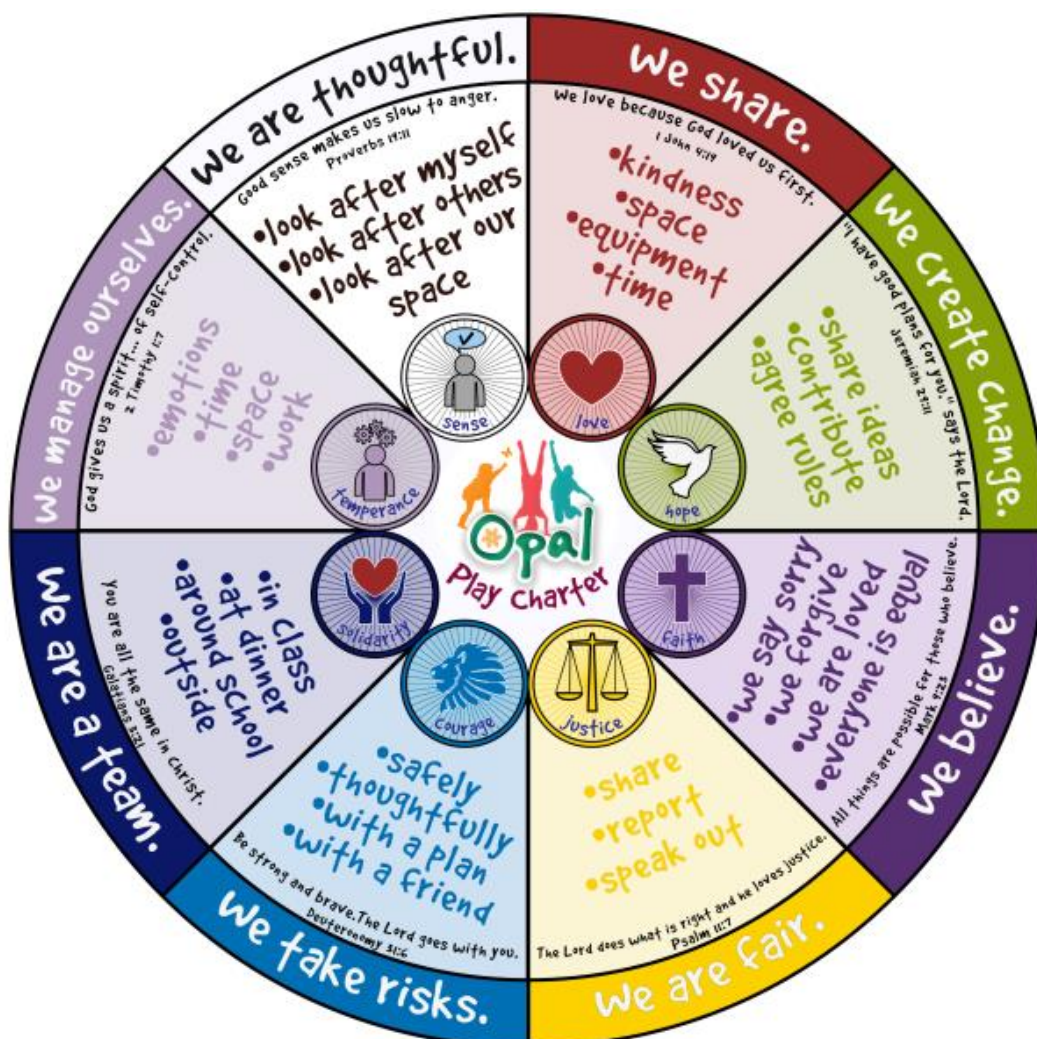 We are thoughtful.
Good sense makes us slow to anger.
Proverbs 19:11
•look after myself
•look after others
•look after our
space
sense
We share.
We love because God loved us first.
1 John 4:19
•kindness
•space
•equipment
•time
love
We create change.
"I have good plans for you." says the Lord.
Jeremiah 29:11
•share ideas
•contribute
•agree rules
hope
We believe.
All things are possible for those who believe.
Mark 9:23
•we say sorry
•we forgive
•we are loved
•everyone is equal
faith
We are fair.
The Lord does what is right and he loves justice.
Psalm 11:7
•share
•report
•speak out
justice
We take risks.
Be strong and brave. The Lord goes with you.
Deuteronomy 31:6
•safely
•thoughtfully
•with a plan
•with a friend
courage
We are a team.
You are all the same in Christ.
Galatians 3:21
•in class
•at dinner
•around school
•outside
solidarity
We manage ourselves.
God gives us a spirit... of self-control.
2 Timothy 1:7
•emotions
•time
•space
•work
temperance
Opal
Play Charter